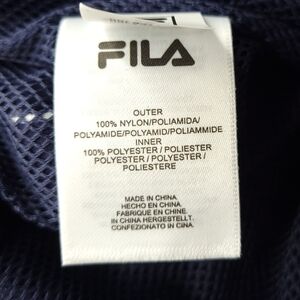 FILA
OUTER
100% NYLON/POLIAMIDA/
POLYAMIDE/POLYAMID/POLIAMMIDE
INNER
100% POLYESTER / POLIESTER
POLYESTER / POLYESTER /
POLIESTERE
MADE IN CHINA
HECHO EN CHINA
FABRIQUE EN CHINE
IN CHINA HERGESTELLT.
CONFEZIONATO IN CINA.